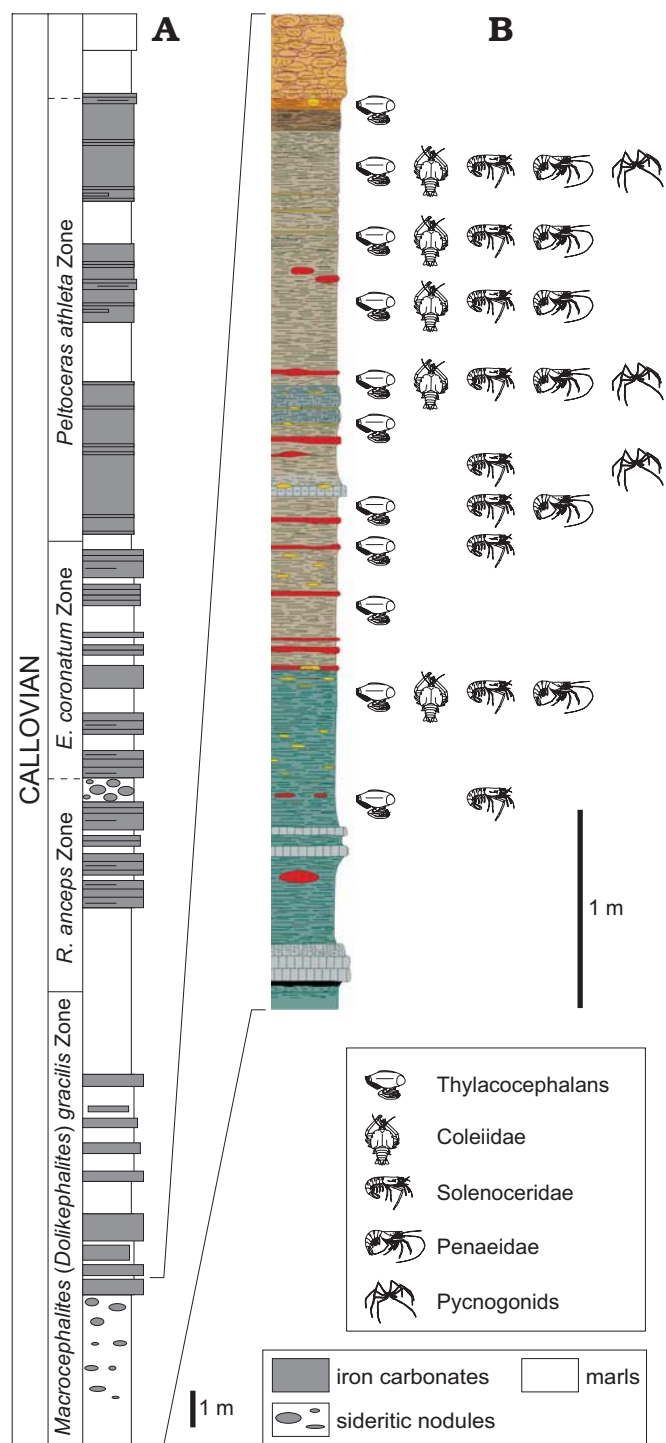 A
B
CALLOVIAN
Peltoceras athleta Zone
E. coronatum Zone
R. anceps Zone
Macrocephalites (Dolikephalites) gracilis Zone
1 m
1 m
Thylacocephalans
Coleiidae
Solenoceridae
Penaeidae
Pycnogonids
iron carbonates
marls
sideritic nodules